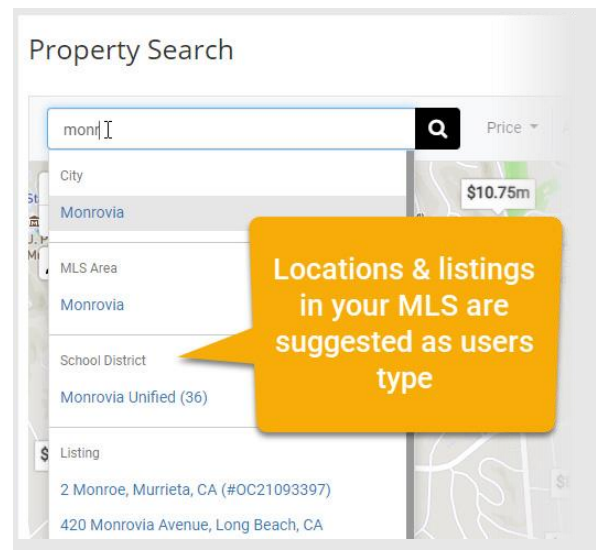 Property Search
monr
Price
City
Monrovia
$10.75m
MLS Area
Monrovia
School District
Monrovia Unified (36)
Locations & listings
in your MLS are
suggested as users
type
Listing
2 Monroe, Murrieta, CA (#OC21093397)
420 Monrovia Avenue, Long Beach, CA